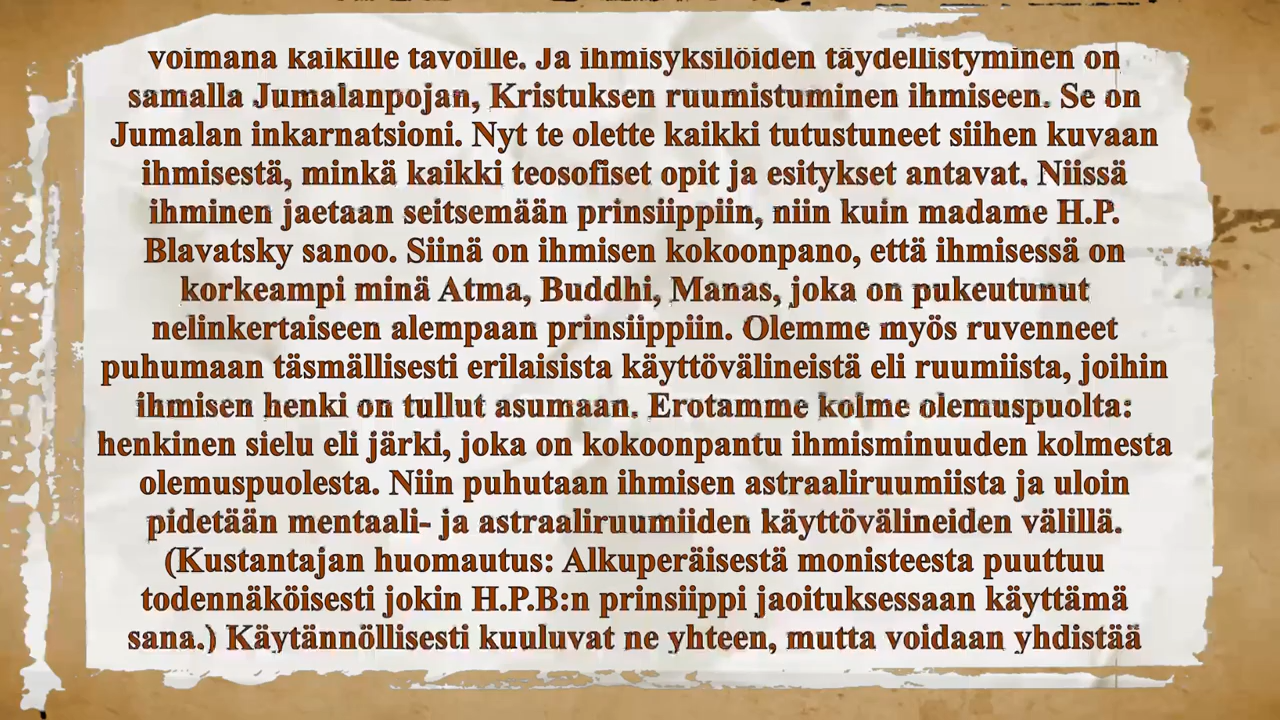 voimana kaikille tavoille. Ja ihmisyksilöiden täydellistyminen on
samalla Jumalanpojan, Kristuksen ruumistuminen ihmiseen. Se on
Jumalan inkarnatsioni. Nyt te olette kaikki tutustuneet siihen kuvaan
ihmisestä, minkä kaikki teosofiset opit ja esitykset antavat. Niissä
ihminen jaetaan seitsemään prinsiippiin, niin kuin madame H.P.
Blavatsky sanoo. Siinä on ihmisen kokoonpano, että ihmisessä on
korkeampi minä Atma, Buddhi, Manas, joka on pukeutunut
nelinkertaiseen alempaan prinsiippiin. Olemme myös ruvenneet
puhumaan täsmällisesti erilaisista käyttövälineistä eli ruumiista, joihin
ihmisen henki on tullut asumaan. Erotamme kolme olemuspuolta:
henkinen sielu eli järki, joka on kokoonpantu ihmisminuuden kolmesta
olemuspuolesta. Niin puhutaan ihmisen astraaliruumiista ja uloin
pidetään mentaali- ja astraaliruumiiden käyttövälineiden välillä.
(Kustantajan huomautus: Alkuperäisestä monisteesta puuttuu
todennäköisesti jokin H.P.B:n prinsiippi jaoituksessaan käyttämä
sana.) Käytännöllisesti kuuluvat ne yhteen, mutta voidaan yhdistää